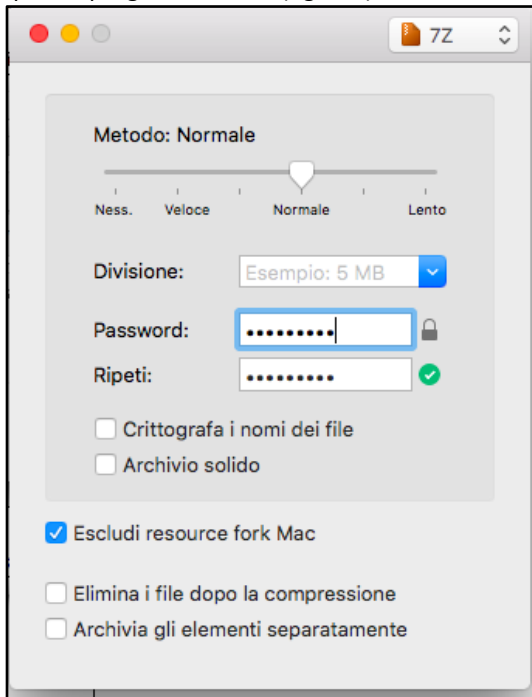 7Z
Metodo: Normale
Ness. Veloce Normale Lento
Divisione: Esempio: 5 MB
Password: •••••••••
Ripeti: •••••••••
Crittografa i nomi dei file
Archivio solido
Escludi resource fork Mac
Elimina i file dopo la compressione
Archivia gli elementi separatamente